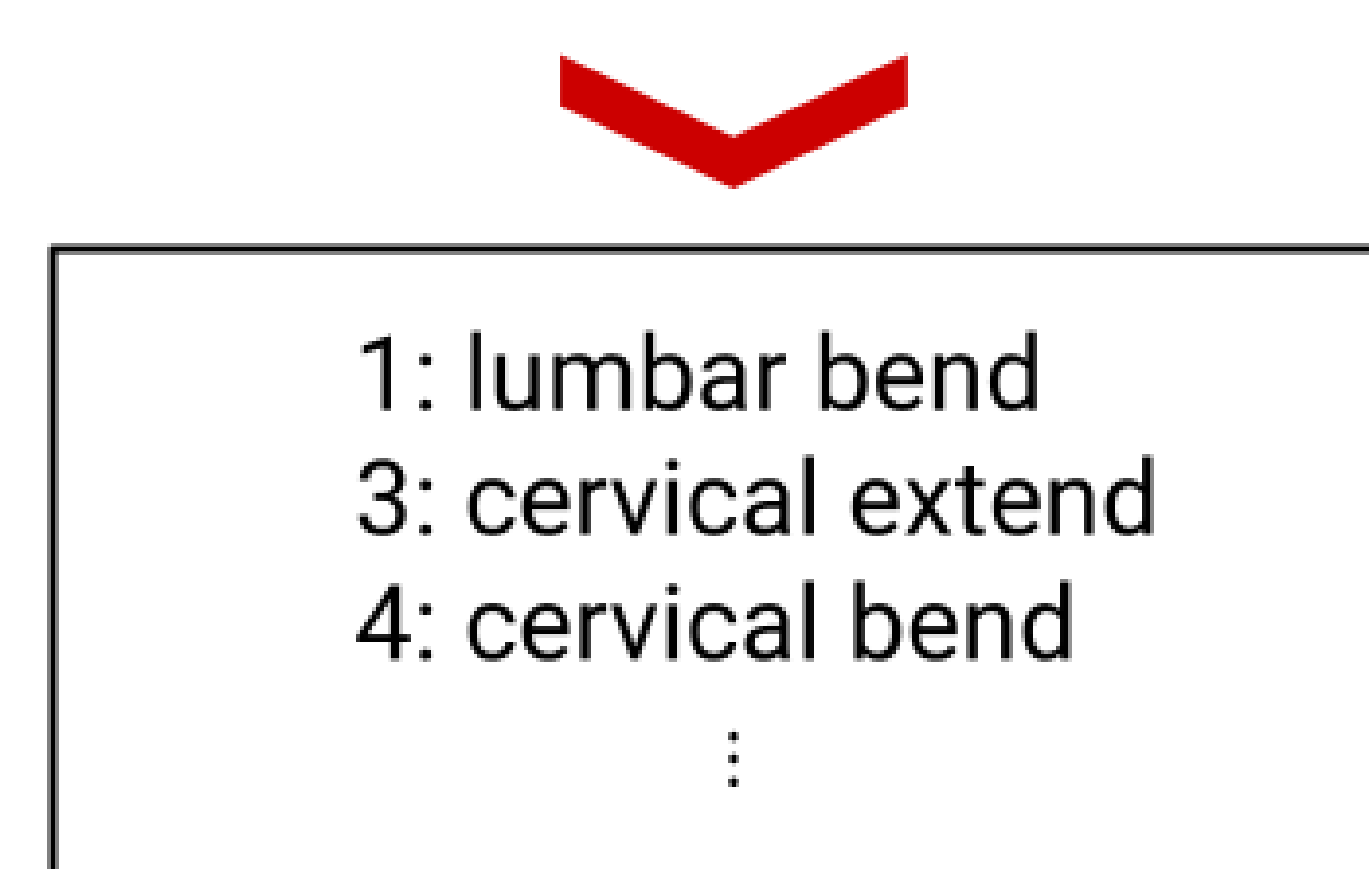 1: lumbar bend
3: cervical extend
4: cervical bend
⋮